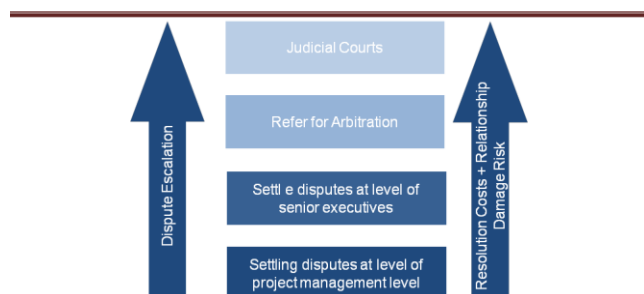 Judicial Courts
Refer for Arbitration
Settl e disputes at level of
senior executives
Settling disputes at level of
project management level
Dispute Escalation
Resolution Costs + Relationship
Damage Risk